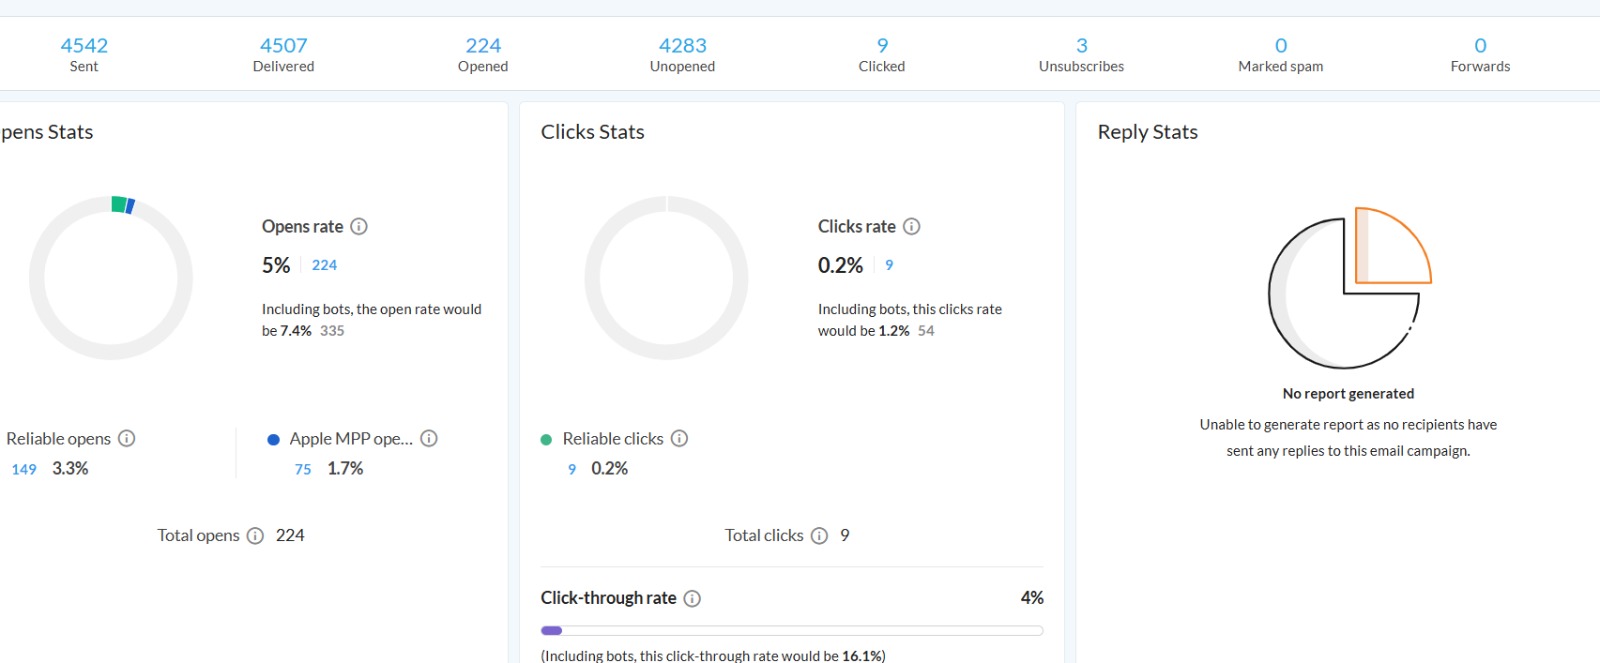 4542 4507 224 4283 9 3 0 0
Sent Delivered Opened Unopened Clicked Unsubscribes Marked spam Forwards
pens Stats
Opens rate
5% 224
Including bots, the open rate would
be 7.4% 335
Reliable opens
149 3.3%
Apple MPP ope...
75 1.7%
Total opens 224
Clicks Stats
Clicks rate
0.2% 9
Including bots, this clicks rate
would be 1.2% 54
Reliable clicks
9 0.2%
Total clicks 9
Click-through rate 4%
(Including bots, this click-through rate would be 16.1%)
Reply Stats
No report generated
Unable to generate report as no recipients have
sent any replies to this email campaign.